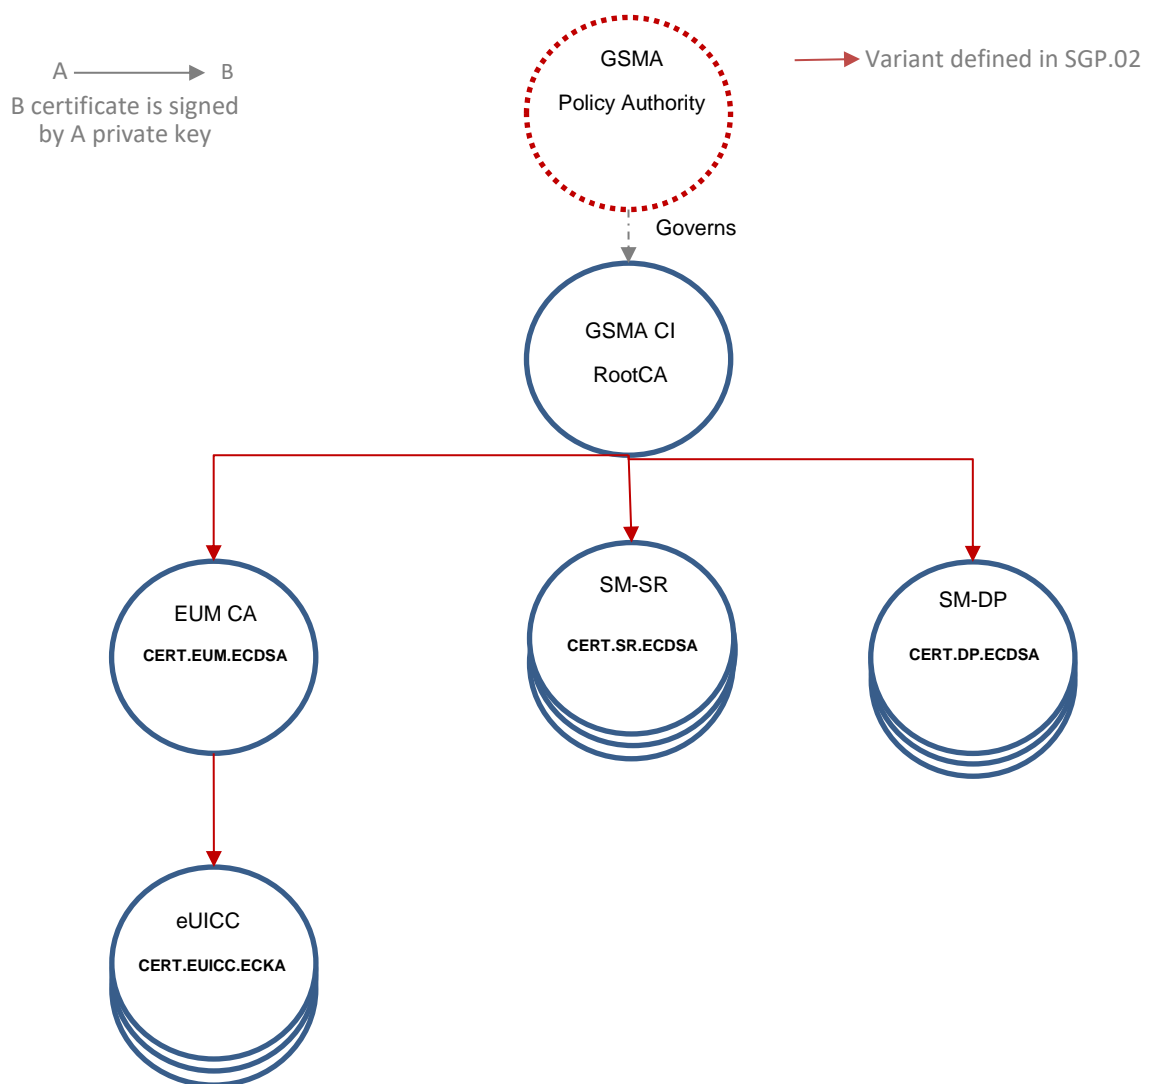 GSMA
Policy Authority
A
B
B certificate is signed
by A private key
Variant defined in SGP.02
Governs
GSMA CI
RootCA
EUM CA
CERT.EUM.ECDSA
SM-SR
CERT.SR.ECDSA
SM-DP
CERT.DP.ECDSA
eUICC
CERT.EUICC.ECKA